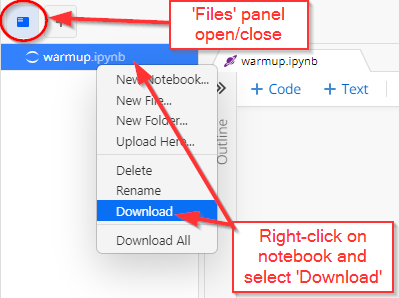 'Files' panel
open/close
warmup.ipynb
warmup.ipynb
New Notebook...
New File...
New Folder...
Upload Here...
Delete
Rename
Download
Download All
Outline
+ Code + Text
Right-click on
notebook and
select 'Download'